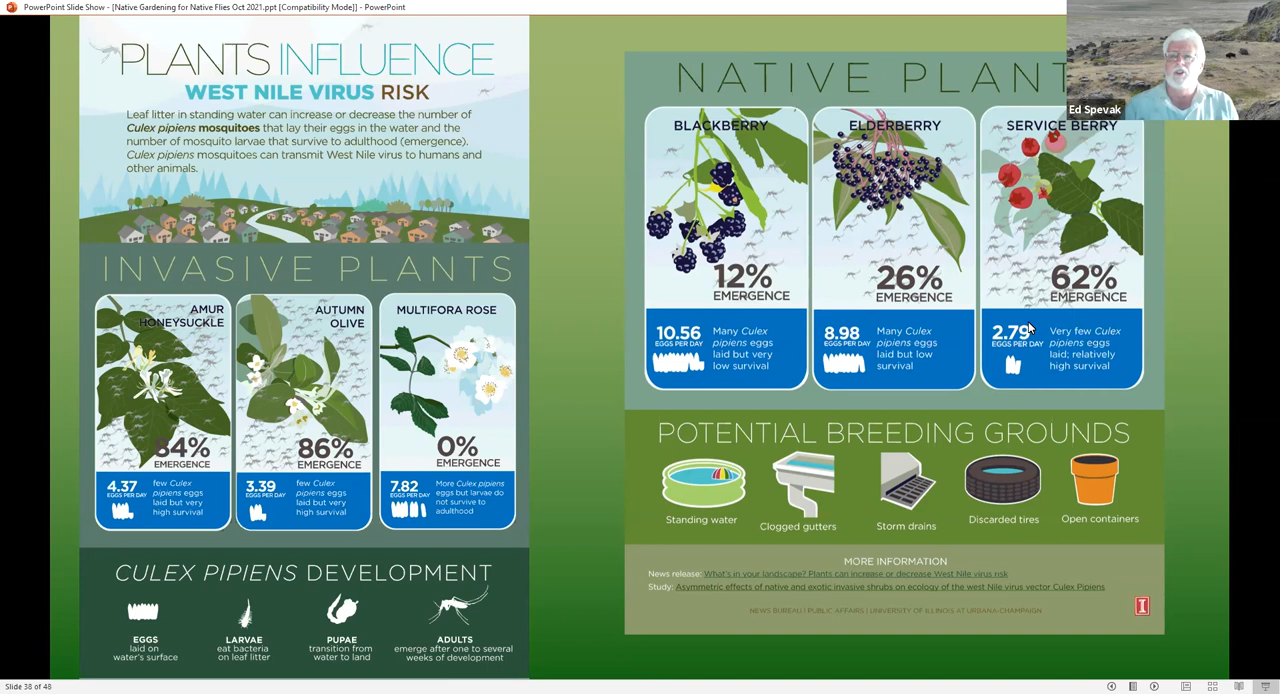 PowerPoint Slide Show - [Native Gardening for Native Flies Oct 2021.ppt [Compatibility Mode]] - PowerPoint
PLANTS INFLUENCE
WEST NILE VIRUS RISK
Leaf litter in standing water can increase or decrease the number of
Culex pipiens mosquitoes that lay their eggs in the water and the
number of mosquito larvae that survive to adulthood (emergence).
Culex pipiens mosquitoes can transmit West Nile virus to humans and
other animals.
INVASIVE PLANTS
AMUR
HONEYSUCKLE
84%
EMERGENCE
4.37
EGGS PER DAY
few Culex
pipiens eggs
laid but very
high survival
AUTUMN
OLIVE
86%
EMERGENCE
3.39
EGGS PER DAY
few Culex
pipiens eggs
laid but very
high survival
MULTIFORA ROSE
0%
EMERGENCE
7.82
EGGS PER DAY
More Culex pipiens
eggs but larvae do
not survive to
adulthood
CULEX PIPIENS DEVELOPMENT
EGGS
laid on
water's surface
LARVAE
eat bacteria
on leaf litter
PUPAE
transition from
water to land
ADULTS
emerge after one to several
weeks of development
NATIVE PLANT
Ed Spevak
BLACKBERRY
12%
EMERGENCE
10.56
EGGS PER DAY
Many Culex
pipiens eggs
laid but very
low survival
ELDERBERRY
26%
EMERGENCE
8.98
EGGS PER DAY
Many Culex
pipiens eggs
laid but low
survival
SERVICE BERRY
62%
EMERGENCE
2.79
EGGS PER DAY
Very few Culex
pipiens eggs
laid; relatively
high survival
POTENTIAL BREEDING GROUNDS
Standing water
Clogged gutters
Storm drains
Discarded tires
Open containers
MORE INFORMATION
News release: What's in your landscape? Plants can increase or decrease West Nile virus risk
Study: Asymmetric effects of native and exotic invasive shrubs on ecology of the west Nile virus vector Culex Pipiens
NEWS BUREAU | PUBLIC AFFAIRS | UNIVERSITY OF ILLINOIS AT URBANA-CHAMPAIGN
I
Slide 38 of 48